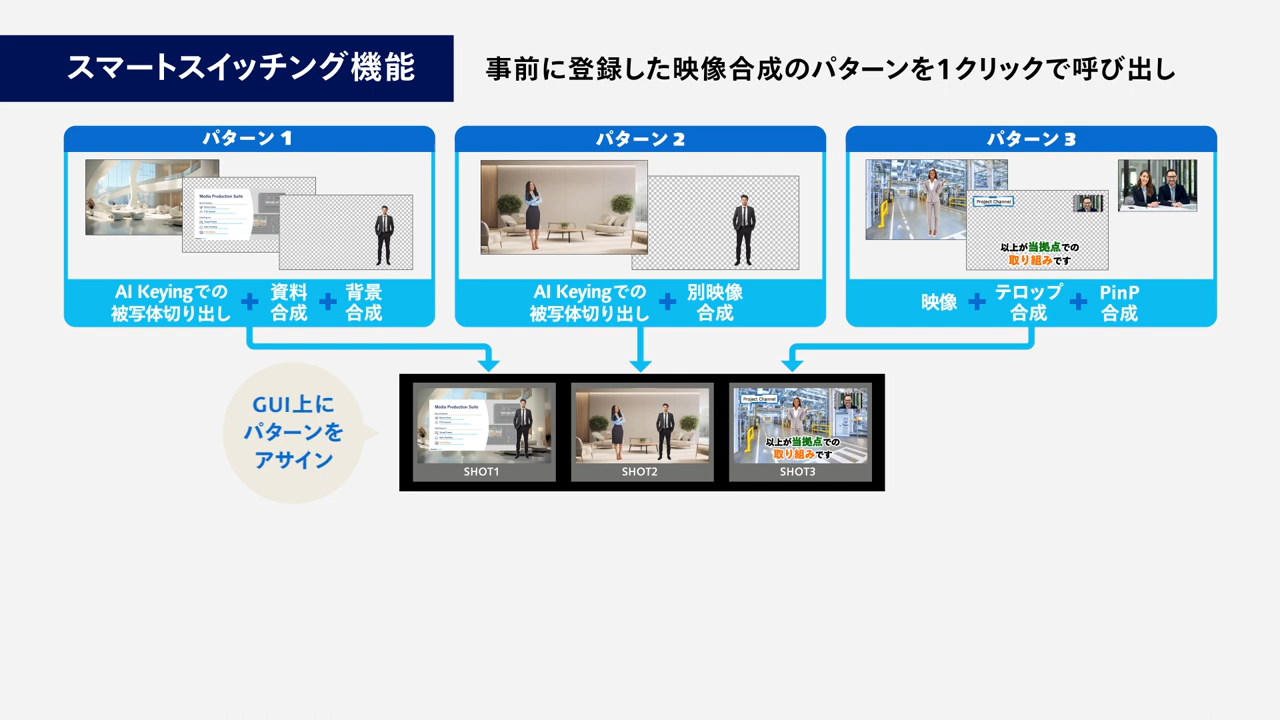 スマートスイッチング機能
事前に登録した映像合成のパターンを1クリックで呼び出し
パターン 1
Media Production Suite
AI Keyingでの
被写体切り出し
+
資料
合成
+
背景
合成
パターン 2
AI Keyingでの
被写体切り出し
+
別映像
合成
パターン 3
Project Channel
以上が当拠点での
取り組みです
映像
+
テロップ
合成
+
PinP
合成
GUI上に
パターンを
アサイン
Media Production Suite
SHOT1
SHOT2
Project Channel
以上が当拠点での
取り組みです
SHOT3